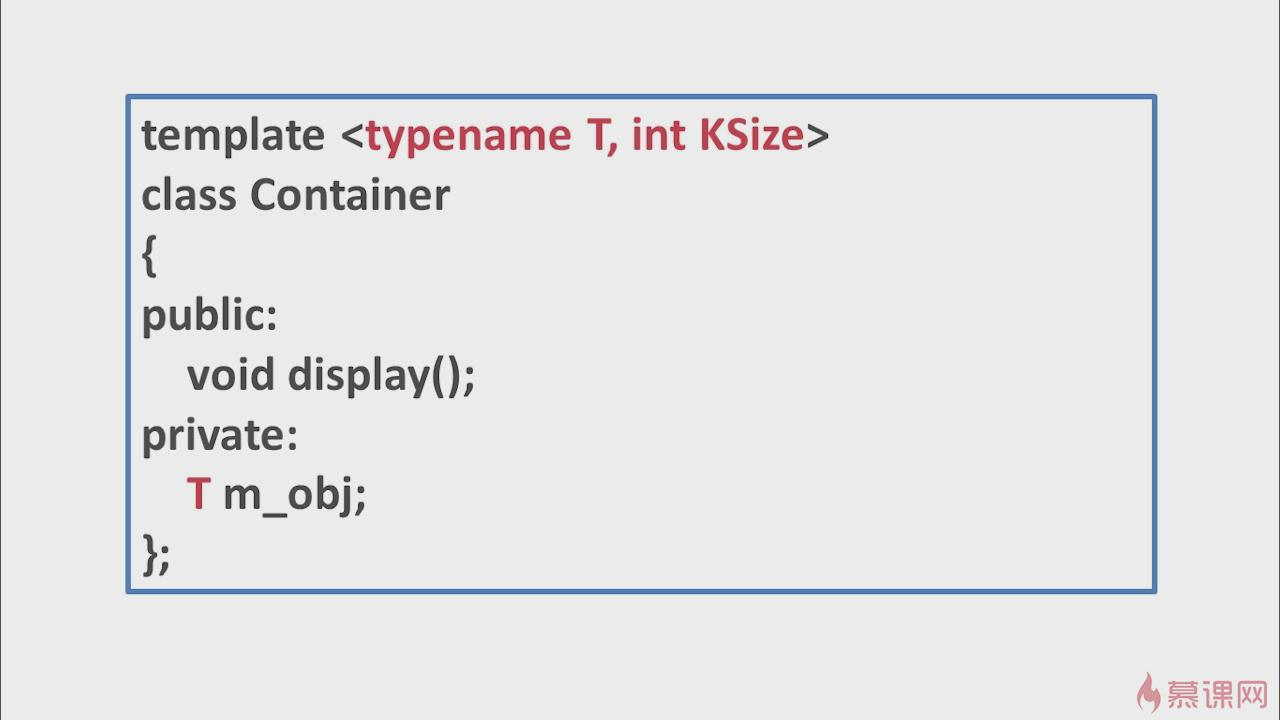 template <typename T, int KSize>
class Container
{
public:
    void display();
private:
    T m_obj;
};
慕课网